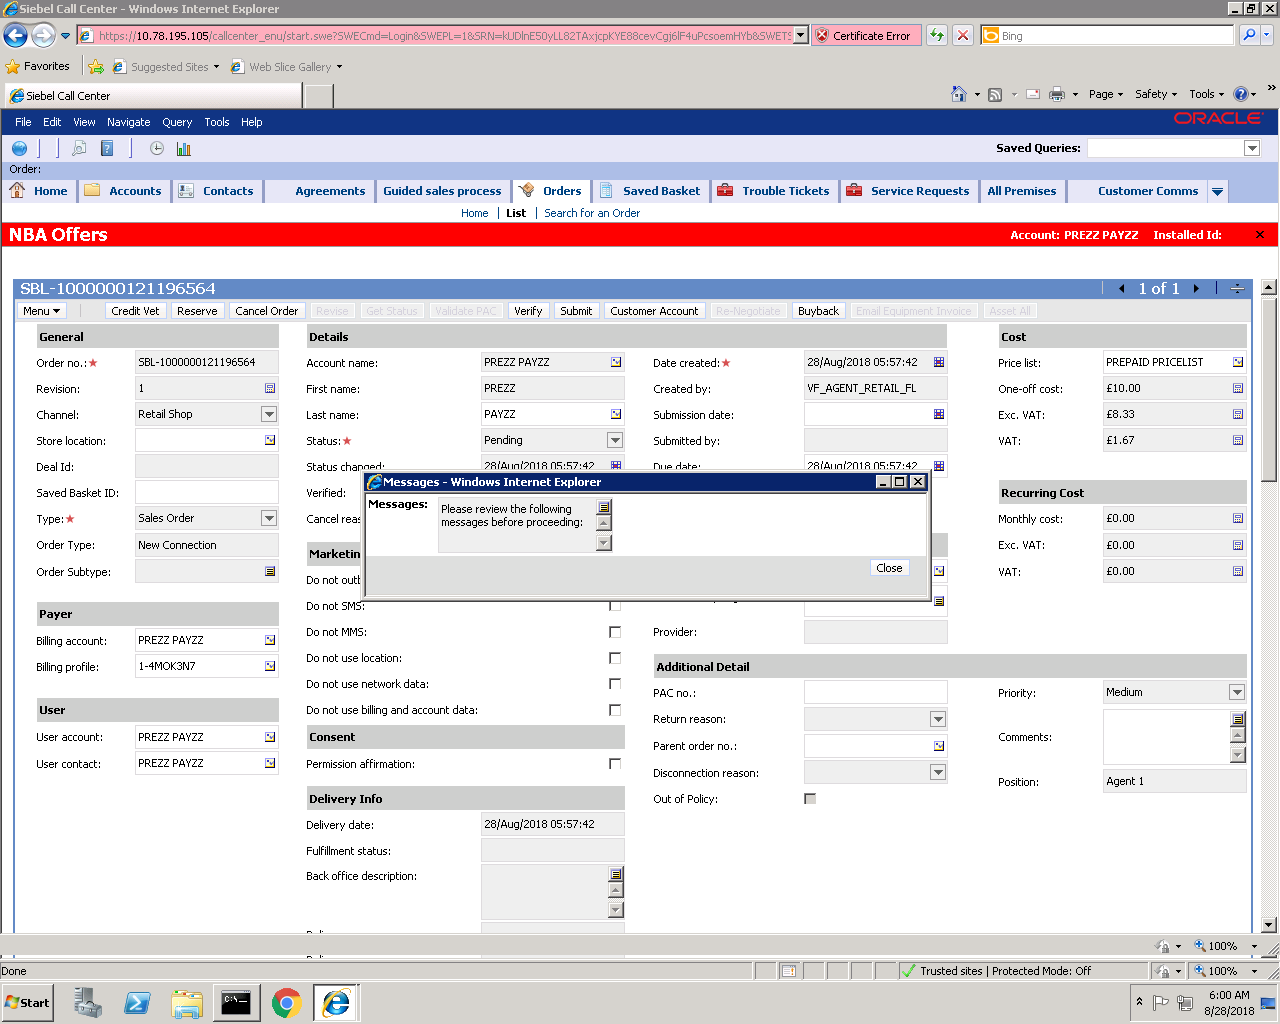 Siebel Call Center - Windows Internet Explorer
https://10.78.195.105/callcenter_enu/start.swe?SWECmd=Login&SWEPL=1&SRN=
Certificate Error
Bing
Favorites
Suggested Sites
Web Slice Gallery
Siebel Call Center
Page
Safety
Tools
File Edit View Navigate Query Tools Help
ORACLE
Saved Queries:
Order:
Home
Accounts
Contacts
Agreements
Guided sales process
Orders
Saved Basket
Trouble Tickets
Service Requests
All Premises
Customer Comms
Home | List | Search for an Order
NBA Offers
Account: PREZZ PAYZZ Installed Id:
SBL-1000000121196564
1 of 1
Menu
Credit Vet
Reserve
Cancel Order
Revise
Get Status
Validate PAC
Verify
Submit
Customer Account
Re-Negotiate
Buyback
Email Equipment Invoice
Asset All
General
Order no.:★ SBL-1000000121196564
Revision: 1
Channel: Retail Shop
Store location:
Deal Id:
Saved Basket ID:
Type:★ Sales Order
Order Type: New Connection
Order Subtype:
Payer
Billing account: PREZZ PAYZZ
Billing profile: 1-4MOK3N7
User
User account: PREZZ PAYZZ
User contact: PREZZ PAYZZ
Details
Account name: PREZZ PAYZZ
First name: PREZZ
Last name: PAYZZ
Status:★ Pending
Status changed: 28/Aug/2018 05:57:42
Verified:
Cancel reas
Date created:★ 28/Aug/2018 05:57:42
Created by: VF_AGENT_RETAIL_FL
Submission date:
Submitted by:
Due date: 28/Aug/2018 05:57:42
Messages - Windows Internet Explorer
Messages:
Please review the following
messages before proceeding:
Close
Marketin
Do not outb
Do not SMS:
Do not MMS:
Do not use location:
Do not use network data:
Do not use billing and account data:
Consent
Permission affirmation:
Delivery Info
Delivery date: 28/Aug/2018 05:57:42
Fulfillment status:
Back office description:
Provider:
Additional Detail
PAC no.:
Return reason:
Parent order no.:
Disconnection reason:
Out of Policy:
Priority: Medium
Comments:
Position: Agent 1
Cost
Price list: PREPAID PRICELIST
One-off cost: £10.00
Exc. VAT: £8.33
VAT: £1.67
Recurring Cost
Monthly cost: £0.00
Exc. VAT: £0.00
VAT: £0.00
100%
Done
Trusted sites | Protected Mode: Off
100%
Start
6:00 AM
8/28/2018